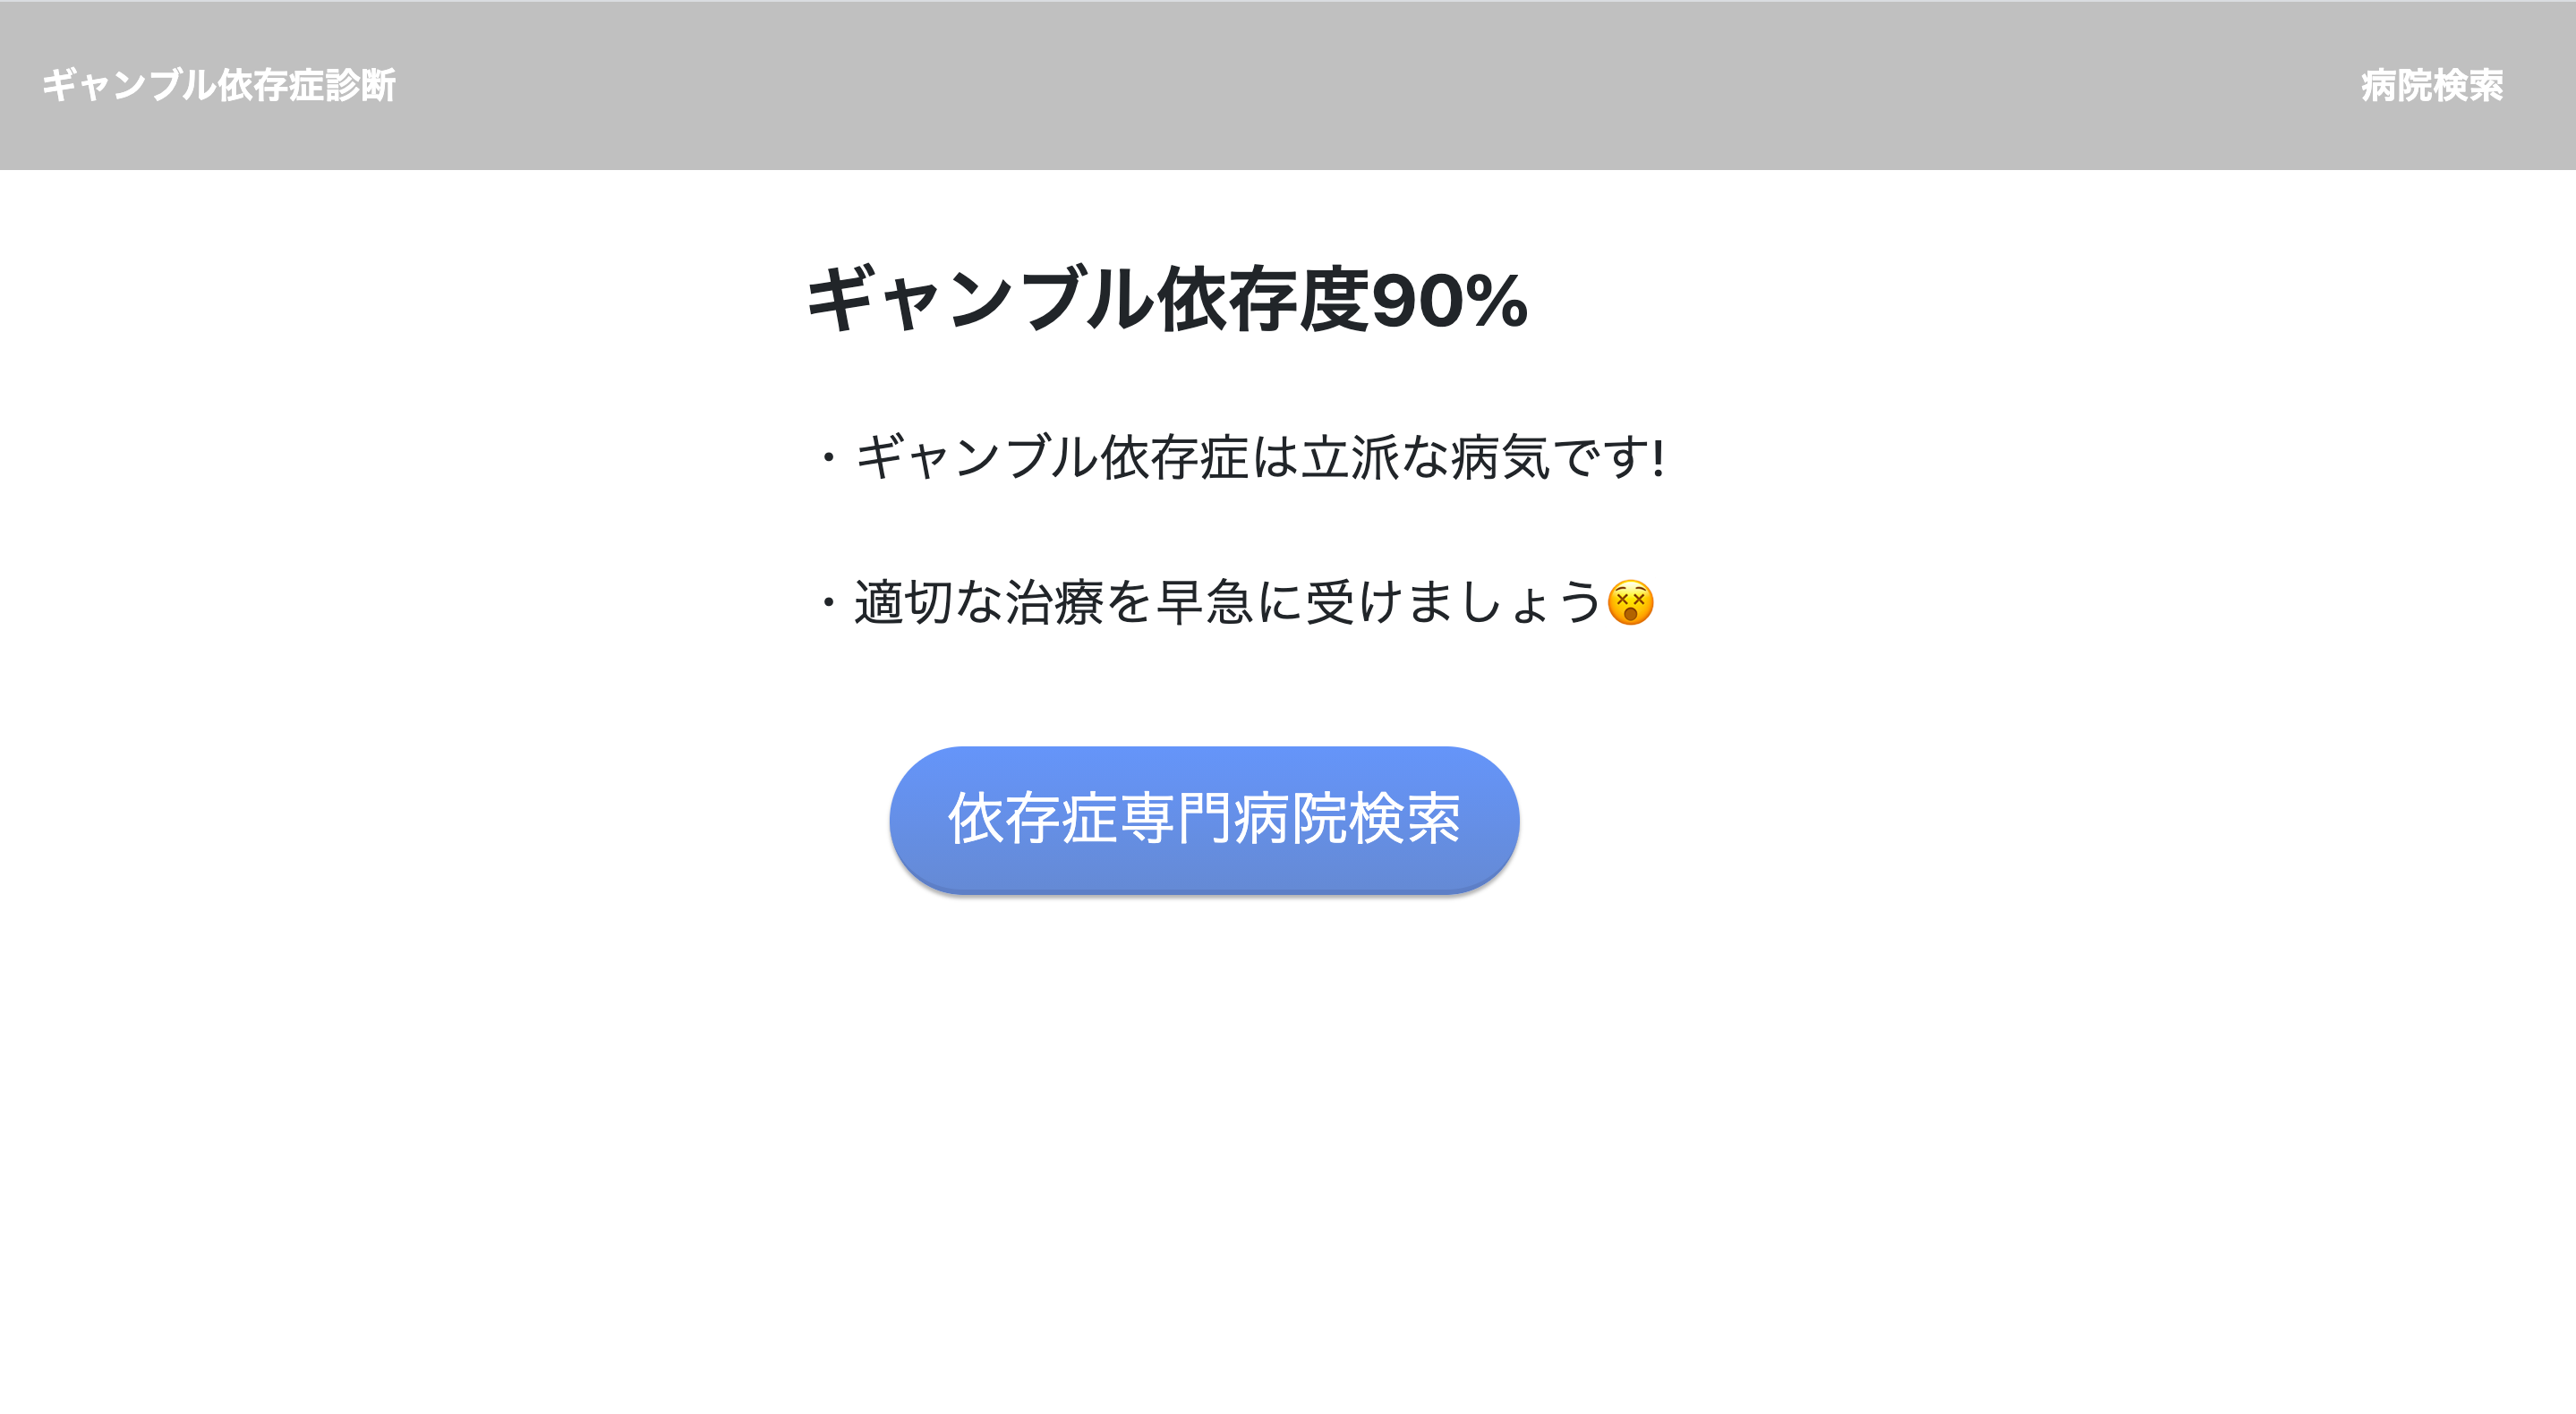 ギャンブル依存症診断
病院検索
ギャンブル依存度90%
・ギャンブル依存症は立派な病気です!
・適切な治療を早急に受けましょう😵
依存症専門病院検索